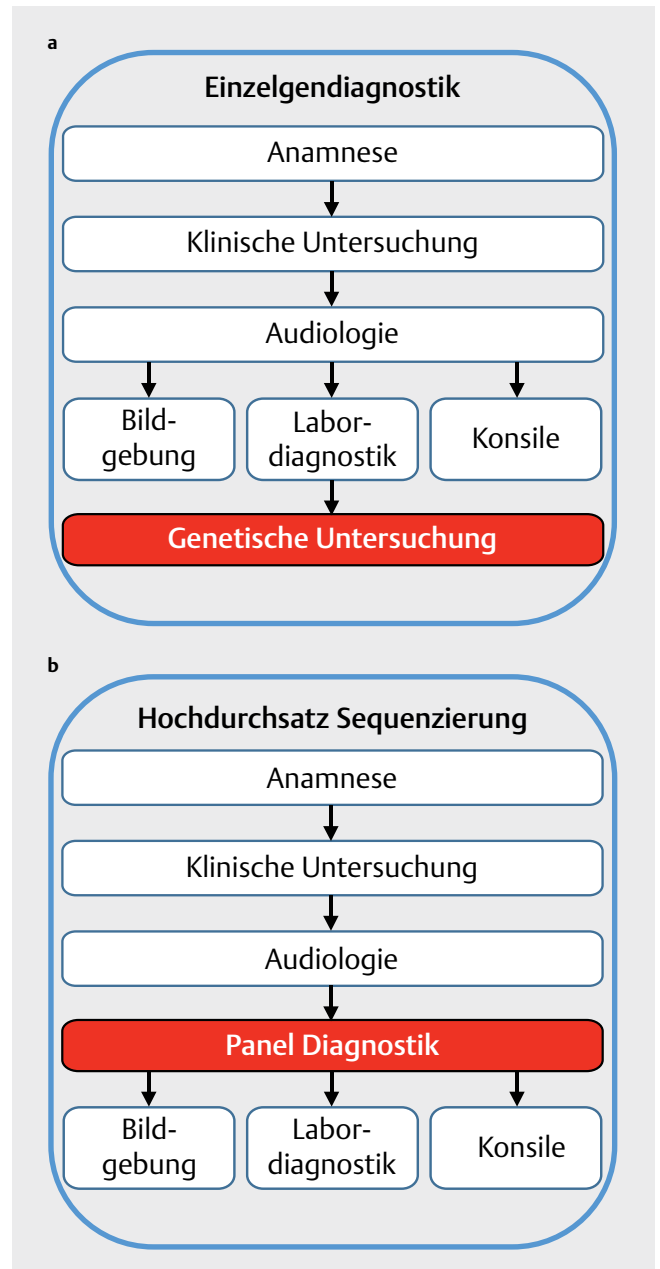 a
Einzelgendiagnostik
Anamnese
Klinische Untersuchung
Audiologie
Bild-
gebung
Labor-
diagnostik
Konsile
Genetische Untersuchung
b
Hochdurchsatz Sequenzierung
Anamnese
Klinische Untersuchung
Audiologie
Panel Diagnostik
Bild-
gebung
Labor-
diagnostik
Konsile